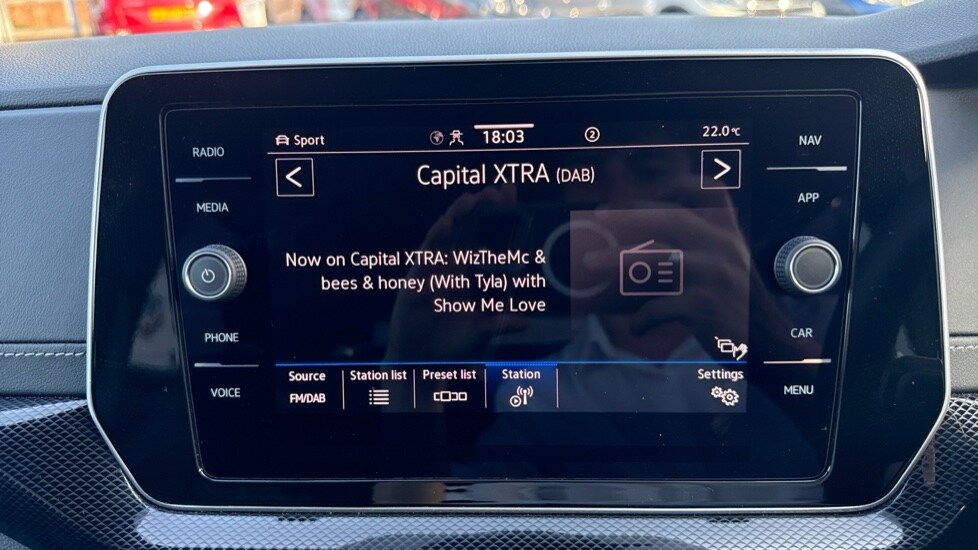 Sport
18:03
2
22.0°C
RADIO
MEDIA
PHONE
VOICE
<
Capital XTRA (DAB)
>
Now on Capital XTRA: WizTheMc &
bees & honey (With Tyla) with
Show Me Love
Source
FM/DAB
Station list
Preset list
Station
Settings
NAV
APP
CAR
MENU